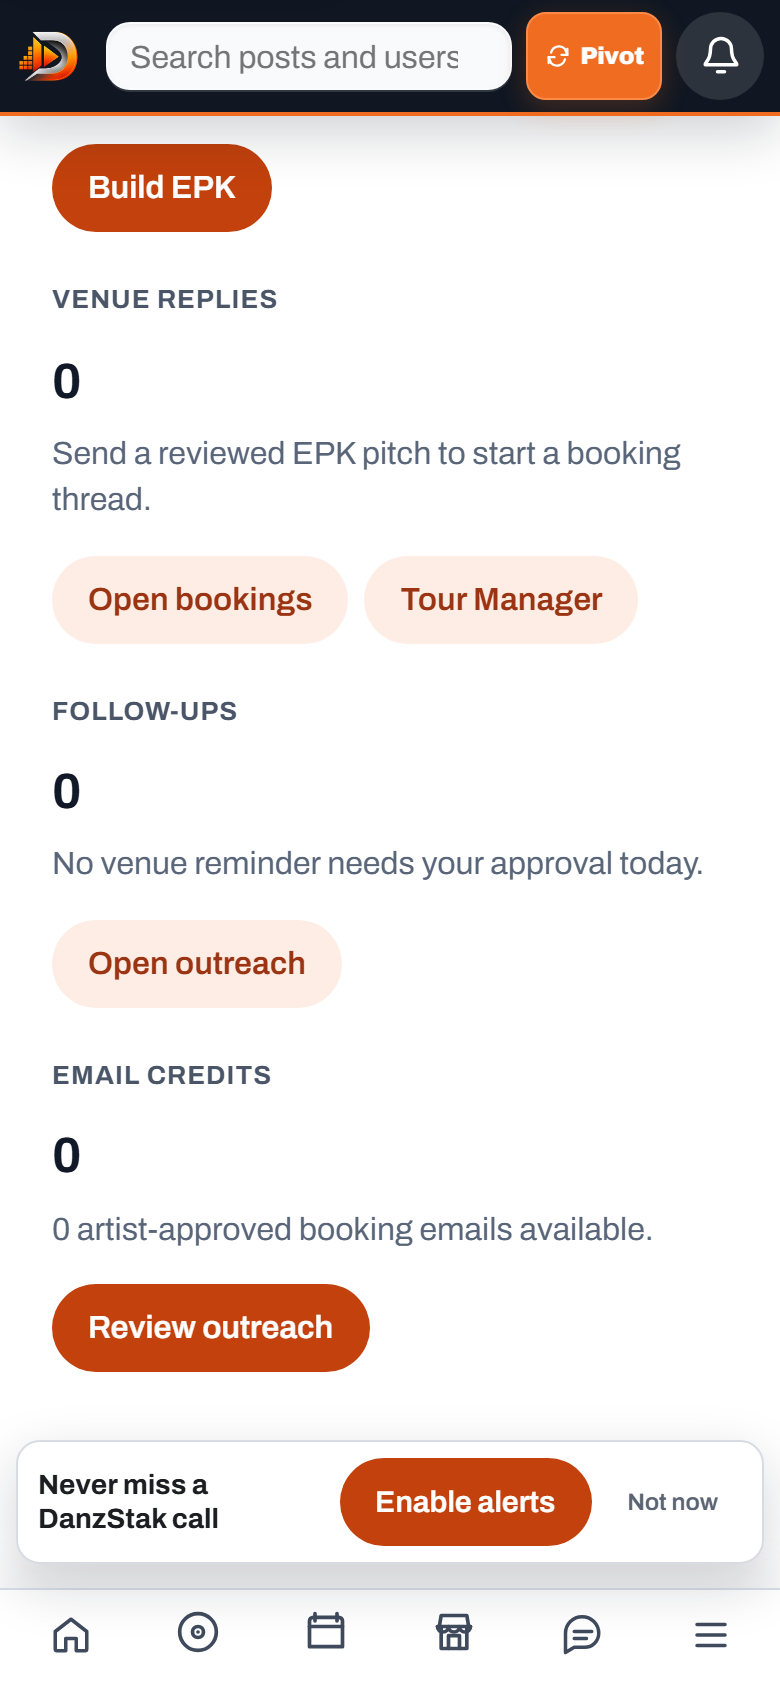 Search posts and users
Pivot
Build EPK
VENUE REPLIES
0
Send a reviewed EPK pitch to start a booking
thread.
Open bookings
Tour Manager
FOLLOW-UPS
0
No venue reminder needs your approval today.
Open outreach
EMAIL CREDITS
0
0 artist-approved booking emails available.
Review outreach
Never miss a
DanzStak call
Enable alerts
Not now